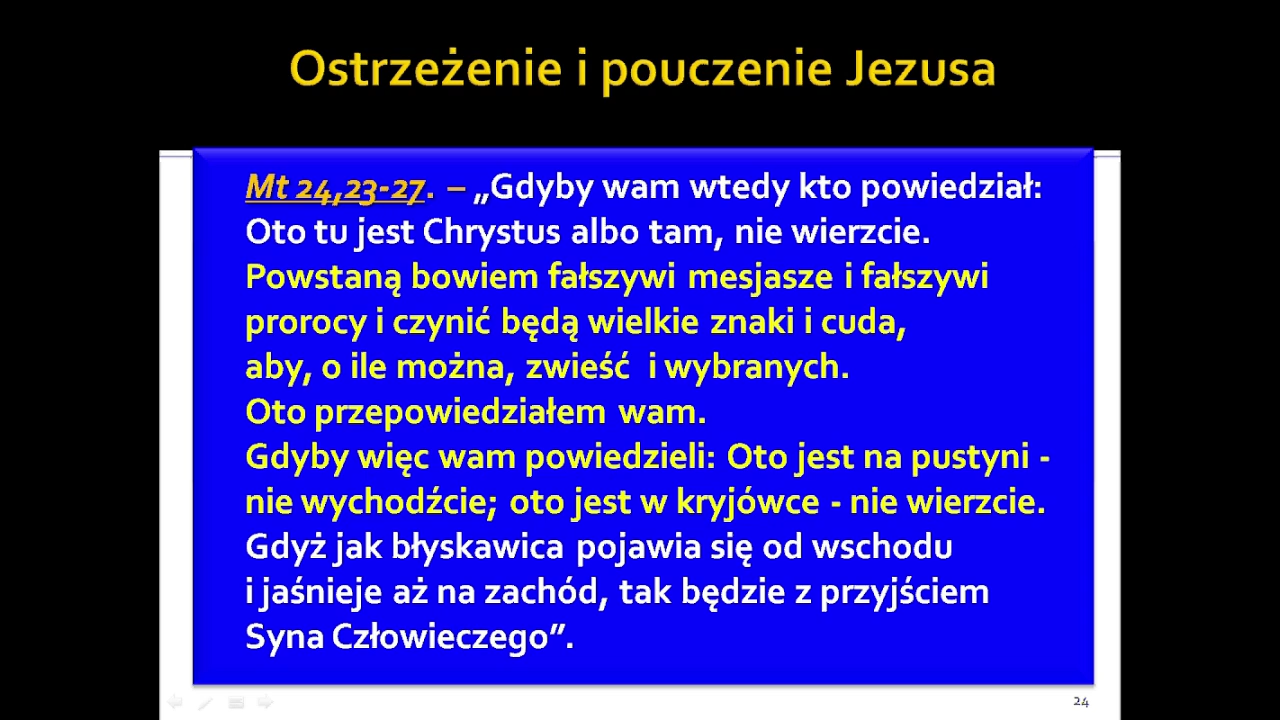 Ostrzeżenie i pouczenie Jezusa
Mt 24,23-27. – „Gdyby wam wtedy kto powiedział:
Oto tu jest Chrystus albo tam, nie wierzcie.
Powstaną bowiem fałszywi mesjasze i fałszywi
prorocy i czynić będą wielkie znaki i cuda,
aby, o ile można, zwieść i wybranych.
Oto przepowiedziałem wam.
Gdyby więc wam powiedzieli: Oto jest na pustyni -
nie wychodźcie; oto jest w kryjówce - nie wierzcie.
Gdyż jak błyskawica pojawia się od wschodu
i jaśnieje aż na zachód, tak będzie z przyjściem
Syna Człowieczego”.
24